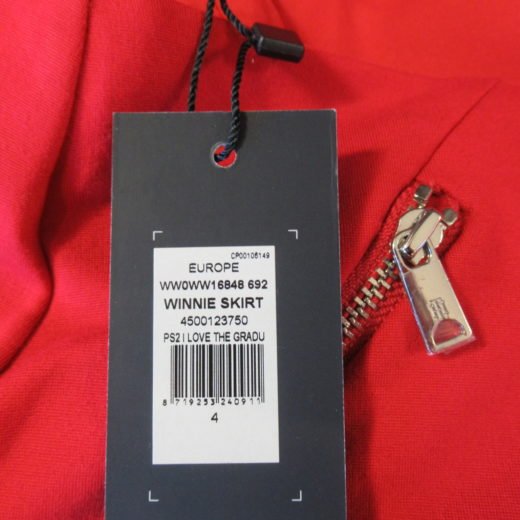 CP00106149
EUROPE
WW0WW16848 692
WINNIE SKIRT
4500123750
PS2 I LOVE THE GRADU
8 719253 240911
4